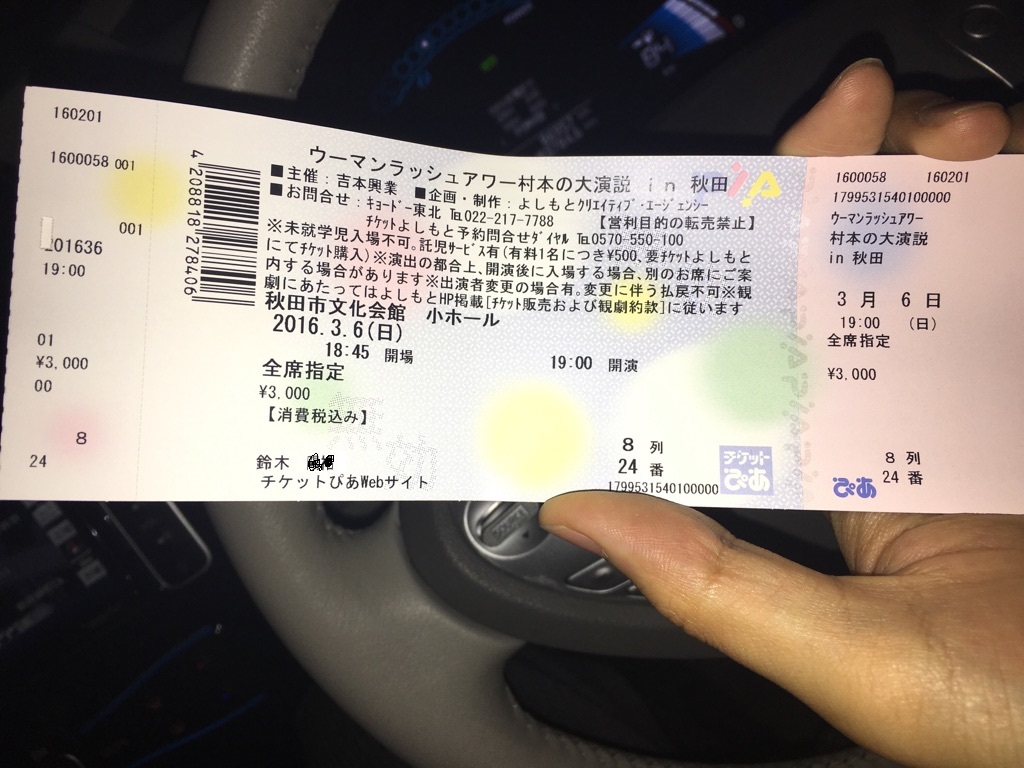 160201
1600058 001
001
201636
19:00
01
¥3,000
00
8
24
4208818278406
ウーマンラッシュアワー村本の大演説 in 秋田
■主催：吉本興業 ■企画・制作：よしもとクリエイティブ・エージェンシー
■お問合せ：キョードー東北 ℡022-217-7788 【営利目的の転売禁止】
チケットよしもと予約問合せダイヤル ℡0570-550-100
※未就学児入場不可。託児サービス有(有料1名につき¥500、要チケットよしもと
にてチケット購入)※演出の都合上、開演後に入場する場合、別のお席にご案
内する場合があります※出演者変更の場合有。変更に伴う払戻不可※観
劇にあたってはよしもとHP掲載[チケット販売および観劇約款]に従います
秋田市文化会館 小ホール
2016.3.6(日)
18:45 開場 19:00 開演
全席指定
¥3,000
【消費税込み】
8 列
24 番
鈴木
チケットぴあWebサイト
1799531540100000
チケット
ぴあ
1600058 160201
1799531540100000
ウーマンラッシュアワー
村本の大演説
in 秋田
3 月 6 日
19:00 (日)
全席指定
¥3,000
8 列
24 番
ぴあ